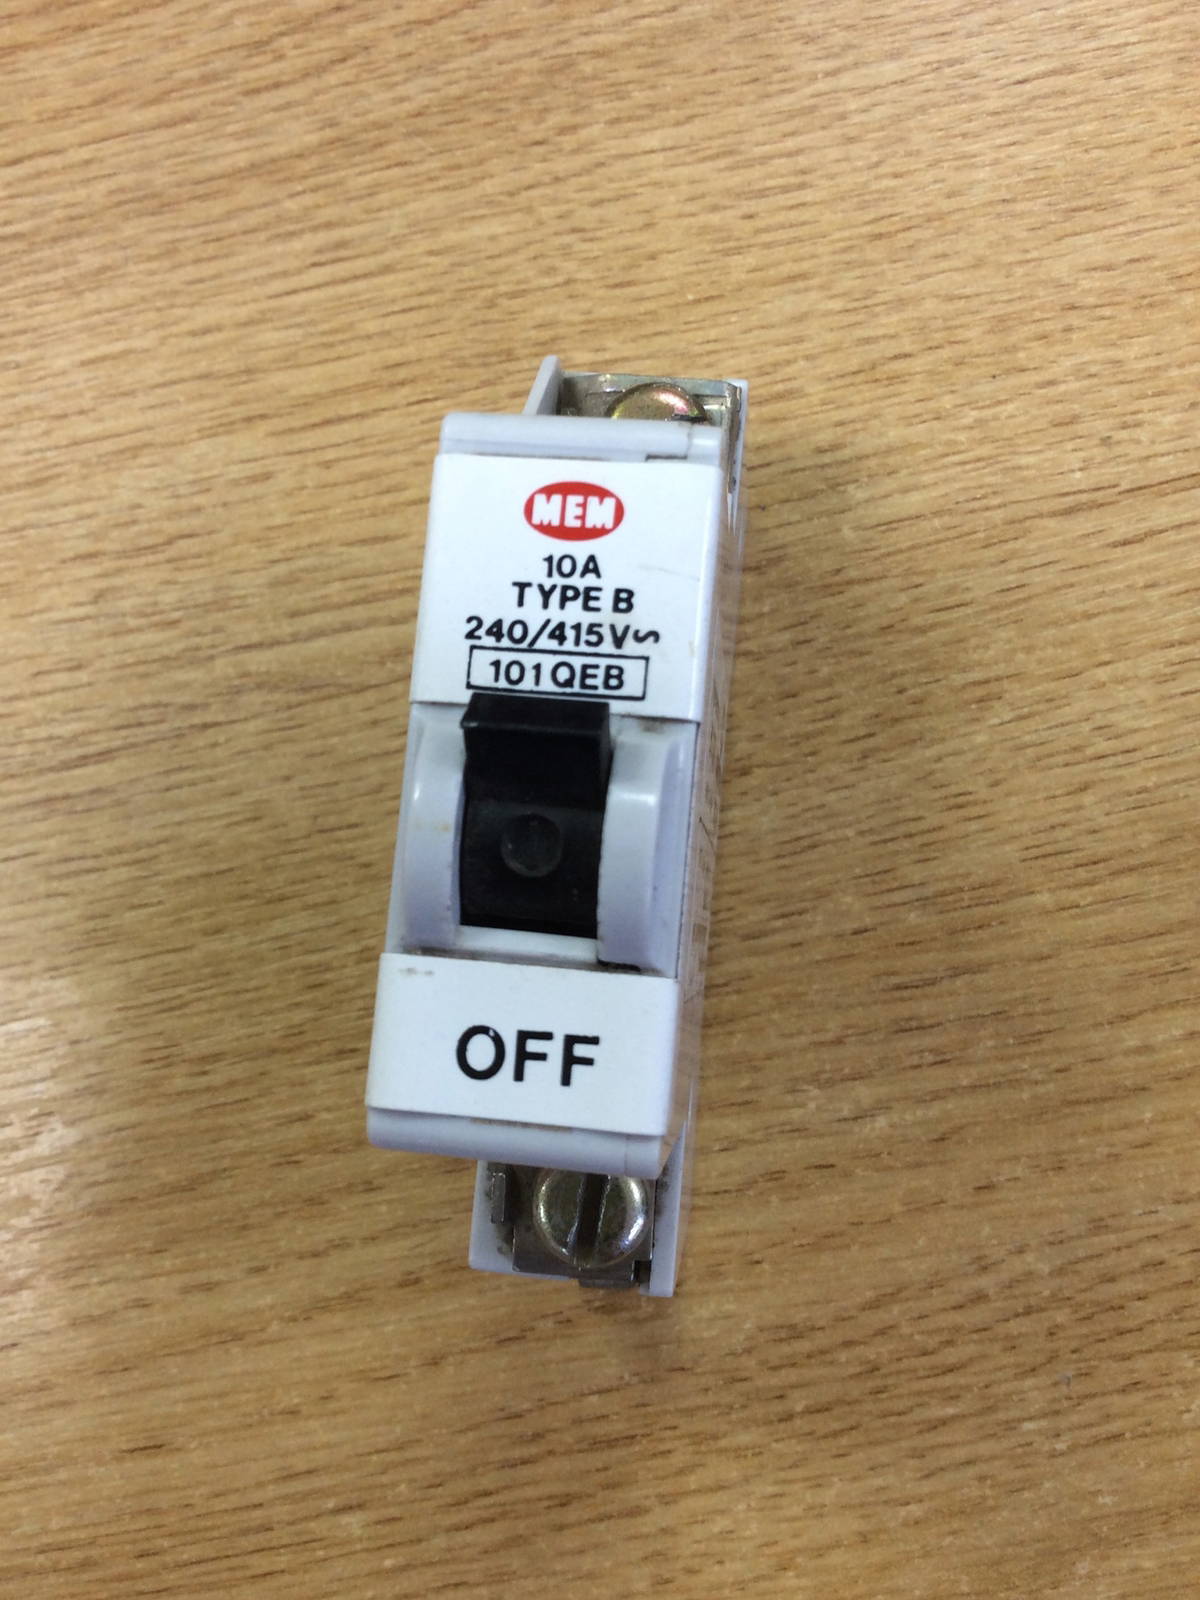 MEM
10A
TYPE B
240/415V~
101QEB
OFF